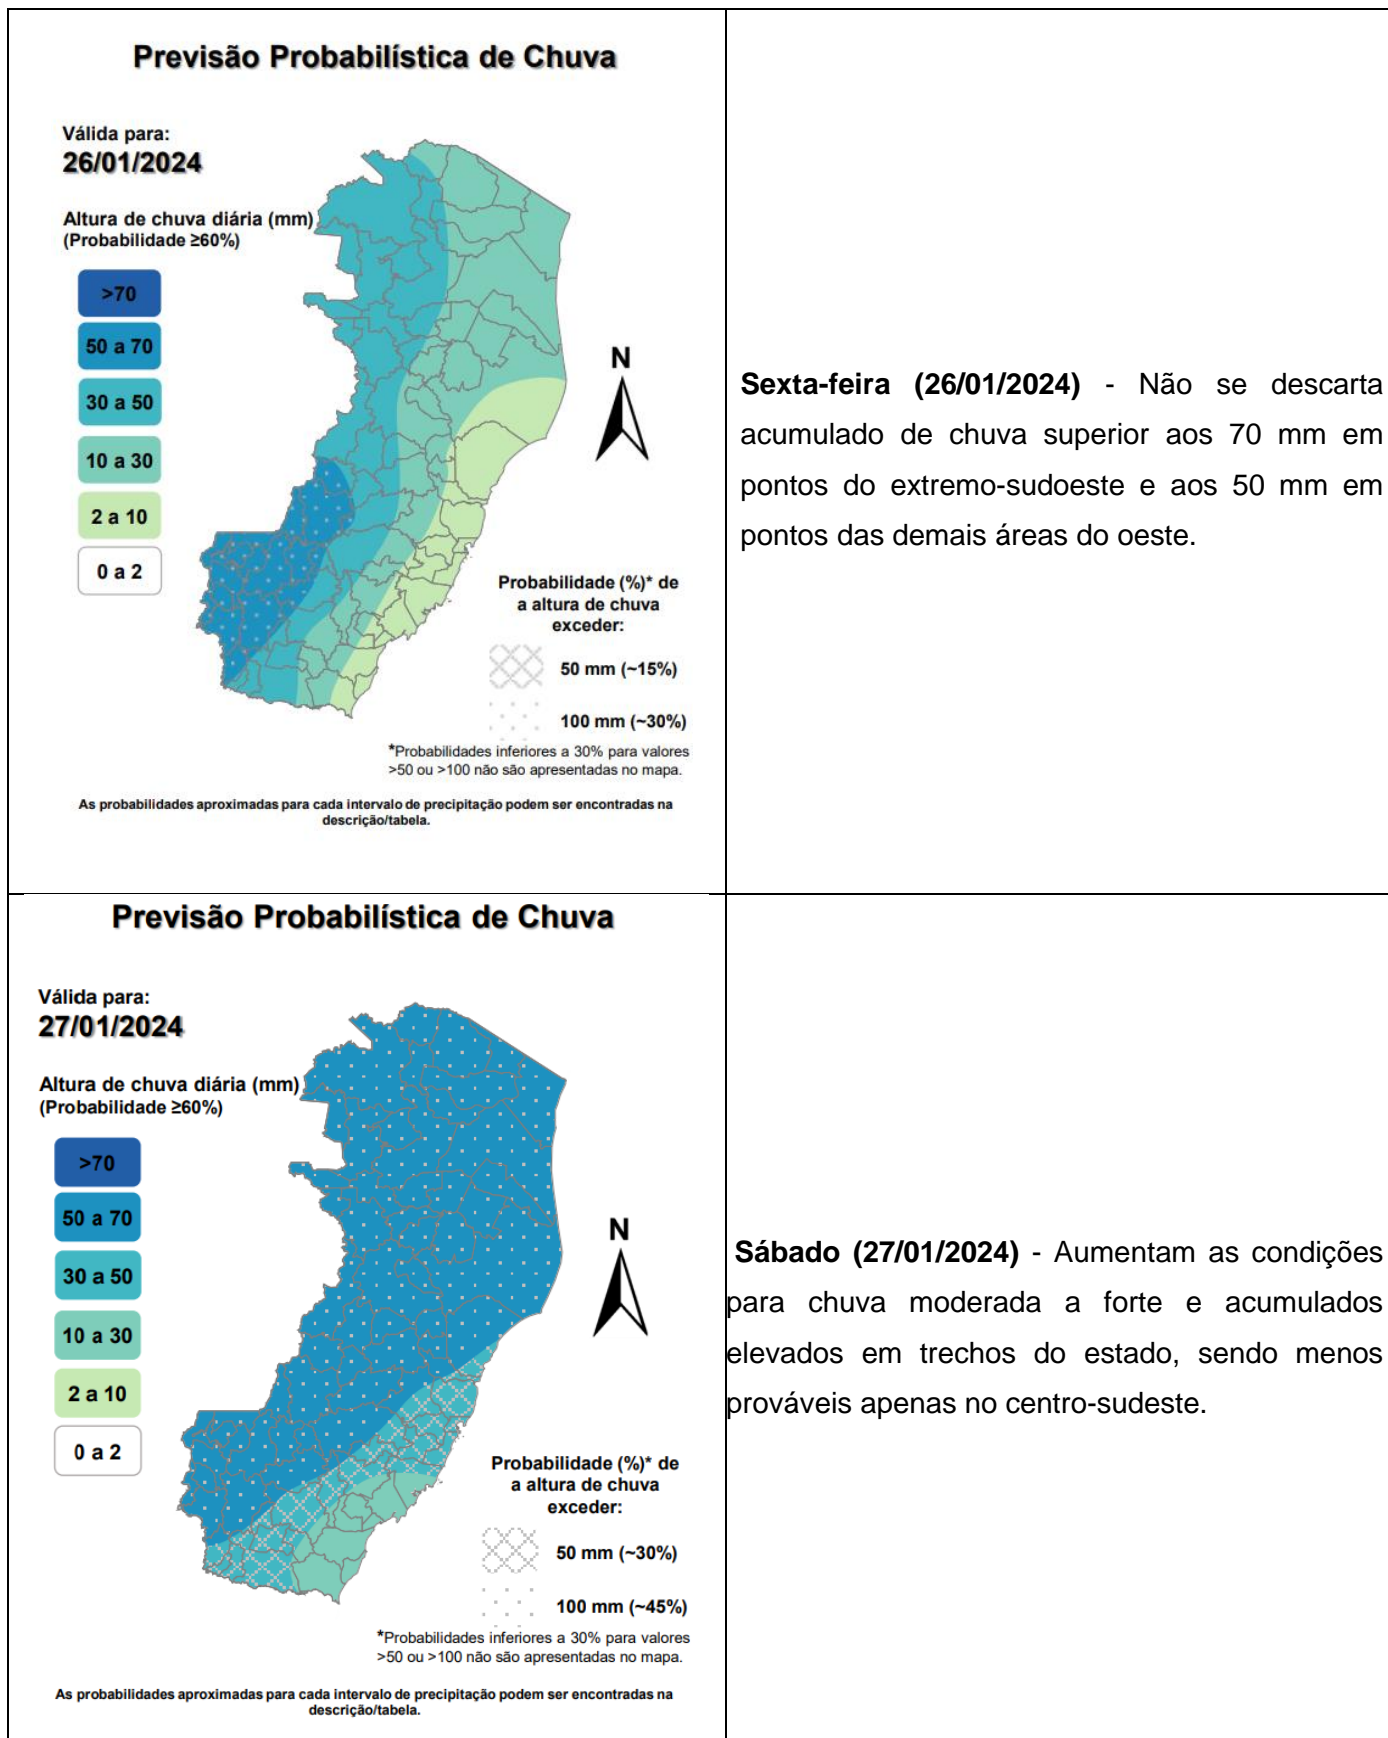 Previsão Probabilística de Chuva
Válida para:
26/01/2024
Altura de chuva diária (mm)
(Probabilidade ≥60%)
>70
50 a 70
30 a 50
10 a 30
2 a 10
0 a 2
N
Probabilidade (%)* de
a altura de chuva
exceder:
50 mm (~15%)
100 mm (~30%)
*Probabilidades inferiores a 30% para valores
>50 ou >100 não são apresentadas no mapa.
As probabilidades aproximadas para cada intervalo de precipitação podem ser encontradas na
descrição/tabela.
Sexta-feira (26/01/2024) - Não se descarta
acumulado de chuva superior aos 70 mm em
pontos do extremo-sudoeste e aos 50 mm em
pontos das demais áreas do oeste.
Previsão Probabilística de Chuva
Válida para:
27/01/2024
Altura de chuva diária (mm)
(Probabilidade ≥60%)
>70
50 a 70
30 a 50
10 a 30
2 a 10
0 a 2
N
Probabilidade (%)* de
a altura de chuva
exceder:
50 mm (~30%)
100 mm (~45%)
*Probabilidades inferiores a 30% para valores
>50 ou >100 não são apresentadas no mapa.
As probabilidades aproximadas para cada intervalo de precipitação podem ser encontradas na
descrição/tabela.
Sábado (27/01/2024) - Aumentam as condições
para chuva moderada a forte e acumulados
elevados em trechos do estado, sendo menos
prováveis apenas no centro-sudeste.